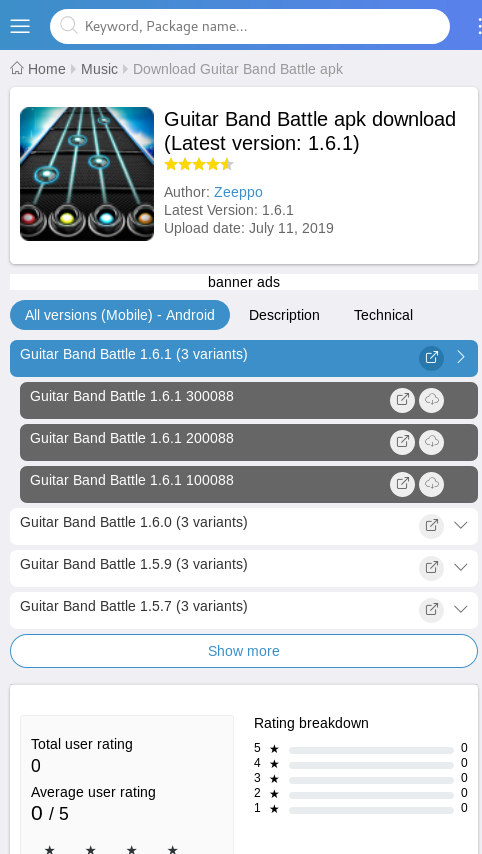 Keyword, Package name...
Home Music Download Guitar Band Battle apk
Guitar Band Battle apk download
(Latest version: 1.6.1)
Author: Zeeppo
Latest Version: 1.6.1
Upload date: July 11, 2019
banner ads
All versions (Mobile) - Android Description Technical
Guitar Band Battle 1.6.1 (3 variants)
Guitar Band Battle 1.6.1 300088
Guitar Band Battle 1.6.1 200088
Guitar Band Battle 1.6.1 100088
Guitar Band Battle 1.6.0 (3 variants)
Guitar Band Battle 1.5.9 (3 variants)
Guitar Band Battle 1.5.7 (3 variants)
Show more
Total user rating
0
Average user rating
0 / 5
Rating breakdown
5 ★ 0
4 ★ 0
3 ★ 0
2 ★ 0
1 ★ 0